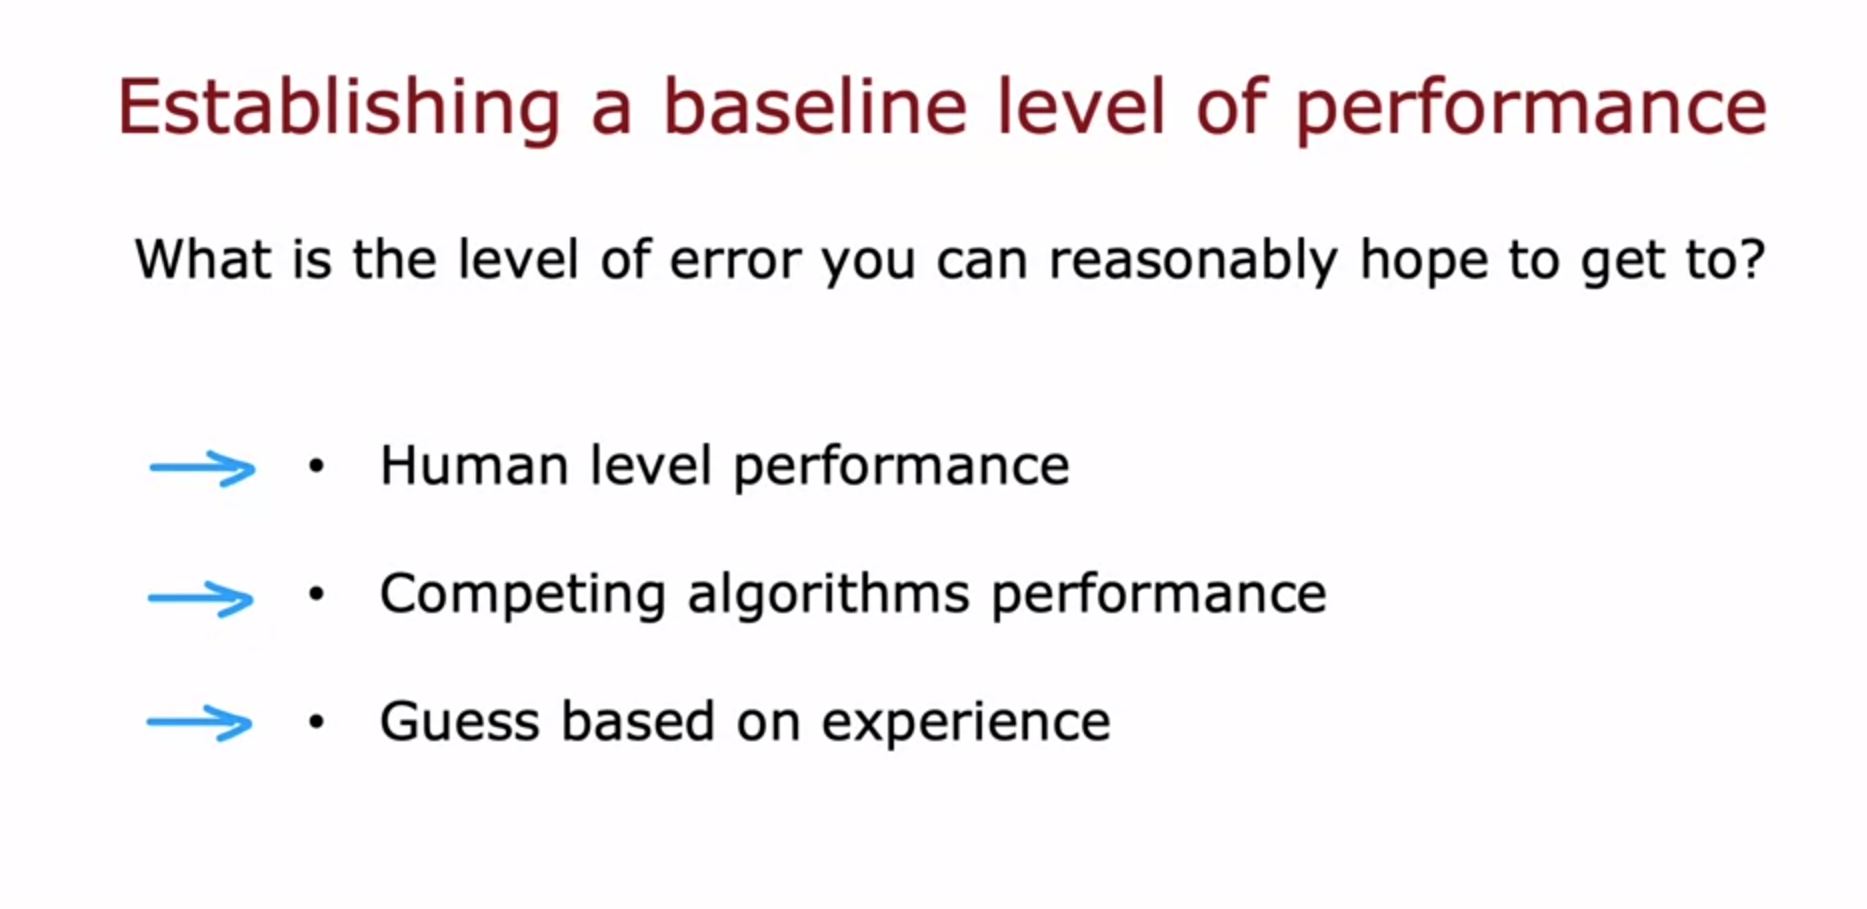 Establishing a baseline level of performance
What is the level of error you can reasonably hope to get to?
• Human level performance
• Competing algorithms performance
• Guess based on experience